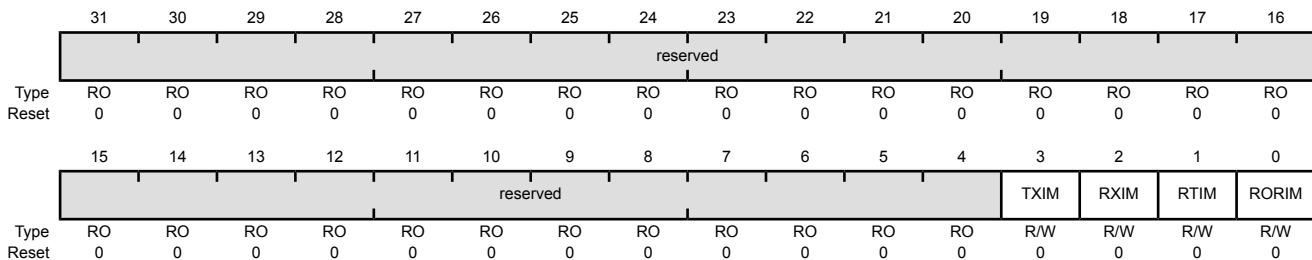 31 30 29 28 27 26 25 24 23 22 21 20 19 18 17 16
reserved
Type RO RO RO RO RO RO RO RO RO RO RO RO RO RO RO RO
Reset 0 0 0 0 0 0 0 0 0 0 0 0 0 0 0 0
15 14 13 12 11 10 9 8 7 6 5 4 3 2 1 0
reserved TXIM RXIM RTIM RORIM
Type RO RO RO RO RO RO RO RO RO RO RO RO R/W R/W R/W R/W
Reset 0 0 0 0 0 0 0 0 0 0 0 0 0 0 0 0